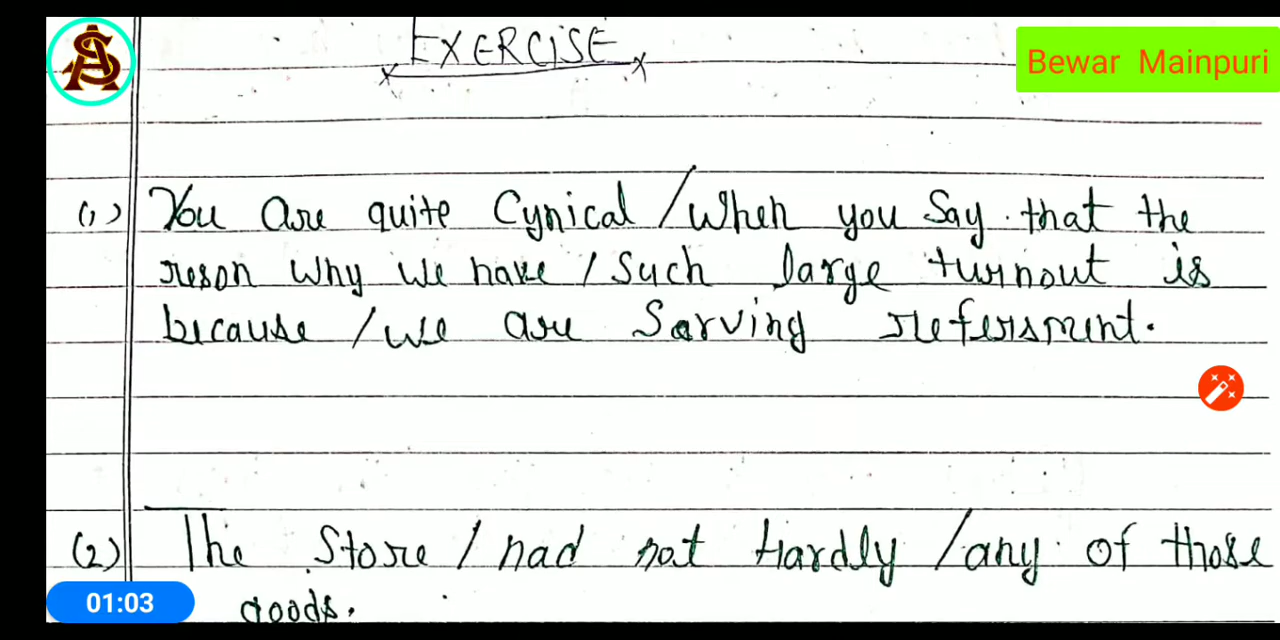 EXERCISE
Bewar Mainpuri
(1) You are quite Cynical / When you Say that the
reson why we have / Such large turnout is
because / we are Sarving refersment.
(2) The Store / had not Hardly / any of those
goods.
01:03